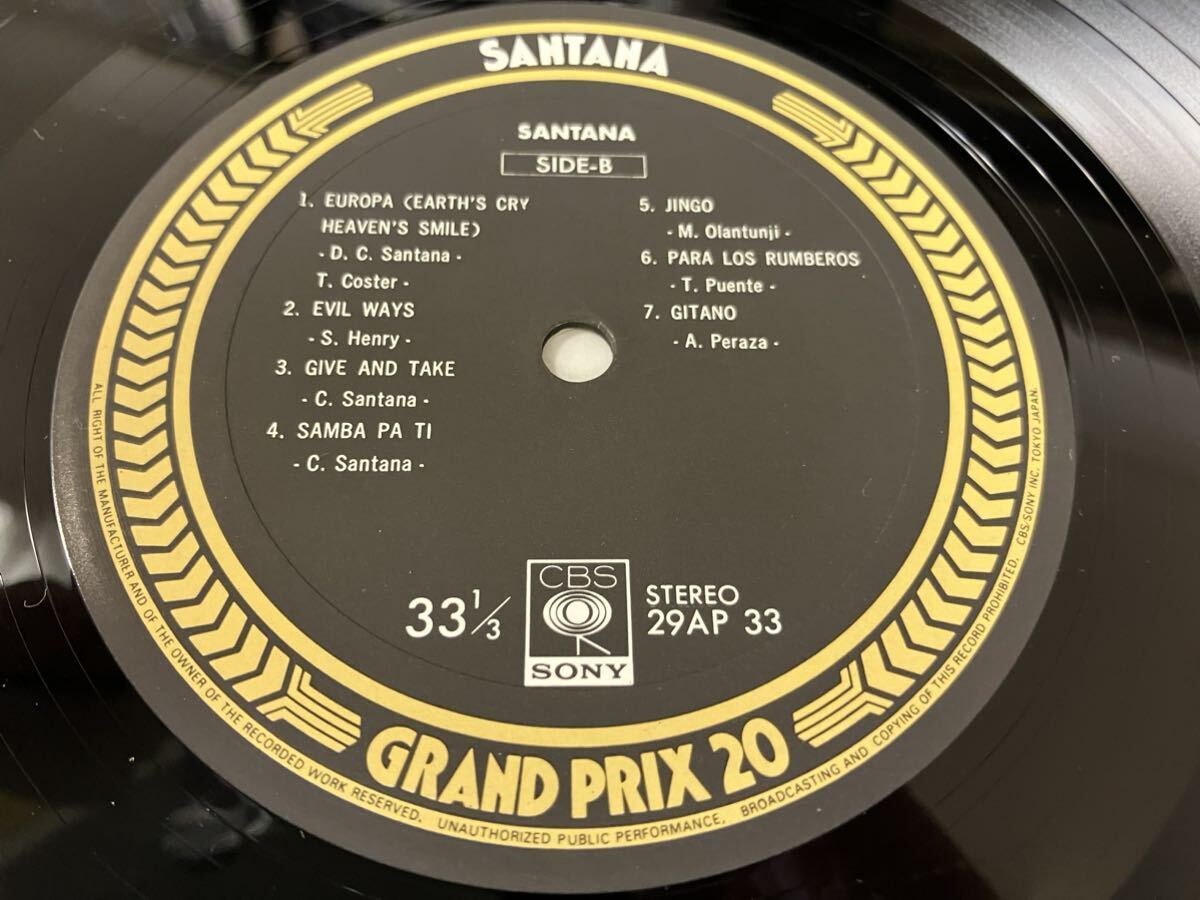 SANTANA
SANTANA
SIDE-B
1. EUROPA (EARTH'S CRY
HEAVEN'S SMILE)
- D. C. Santana -
T. Coster -
2. EVIL WAYS
- S. Henry -
3. GIVE AND TAKE
- C. Santana -
4. SAMBA PA TI
- C. Santana -
5. JINGO
- M. Olantunji -
6. PARA LOS RUMBEROS
- T. Puente -
7. GITANO
- A. Peraza -
33 1/3
CBS
SONY
STEREO
29AP 33
GRAND PRIX 20
ALL RIGHT OF THE MANUFACTURER AND OF THE OWNER OF THE RECORDED WORK RESERVED. UNAUTHORIZED PUBLIC PERFORMANCE, BROADCASTING AND COPYING OF THIS RECORD PROHIBITED. CBS/SONY INC. TOKYO JAPAN.